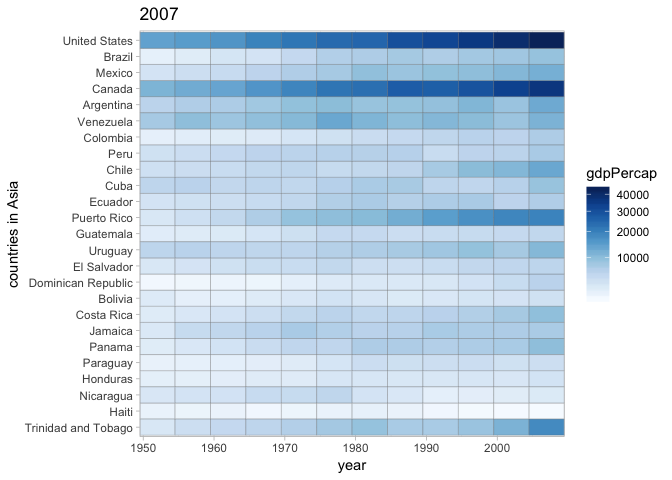 2007
countries in Asia
United States
Brazil
Mexico
Canada
Argentina
Venezuela
Colombia
Peru
Chile
Cuba
Ecuador
Puerto Rico
Guatemala
Uruguay
El Salvador
Dominican Republic
Bolivia
Costa Rica
Jamaica
Panama
Paraguay
Honduras
Nicaragua
Haiti
Trinidad and Tobago
1950 1960 1970 1980 1990 2000
year
gdpPercap
40000
30000
20000
10000